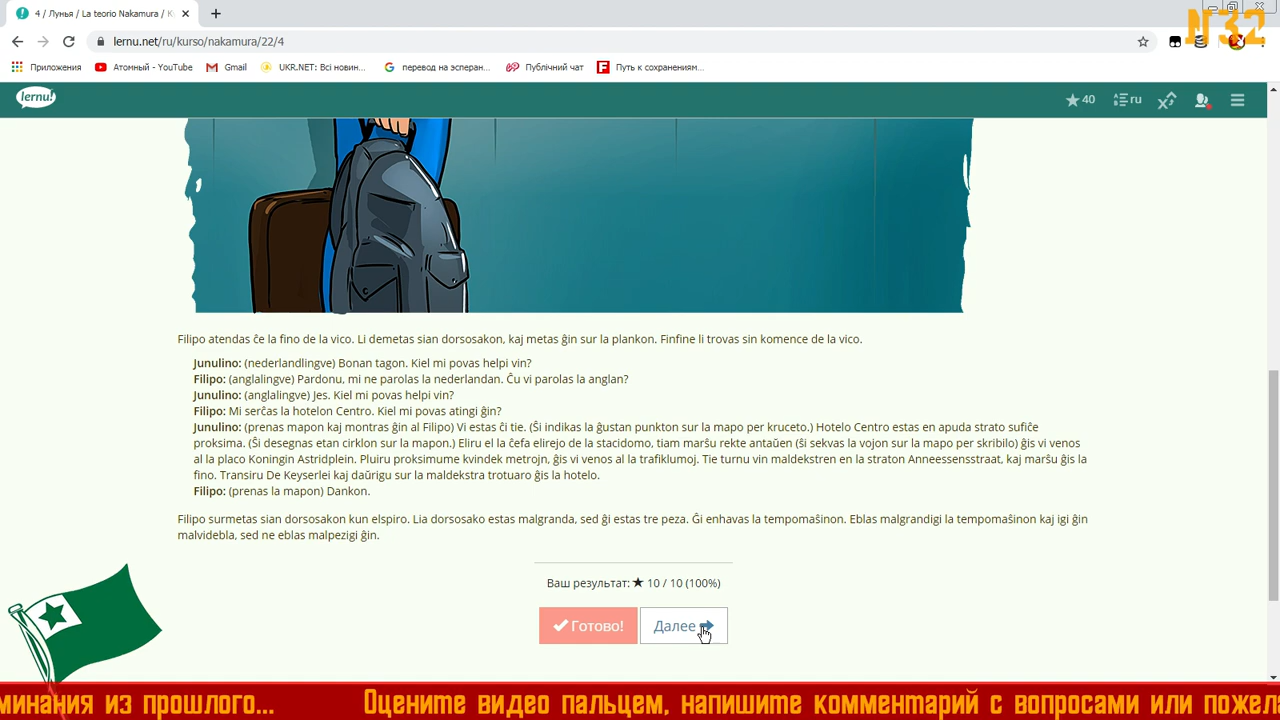 4 / Лунья / La teorio Nakamura /
N32
lernu.net/ru/kurso/nakamura/22/4
Приложения Атомный - YouTube Gmail UKR.NET: Всі новин... перевод на эсперан... Публічний чат Путь к сохранениям...
lernu! 40 ru
Filipo atendas ĉe la fino de la vico. Li demetas sian dorsosakon, kaj metas ĝin sur la plankon. Finfine li trovas sin komence de la vico.
Junulino: (nederlandlingve) Bonan tagon. Kiel mi povas helpi vin?
Filipo: (anglalingve) Pardonu, mi ne parolas la nederlandan. Ĉu vi parolas la anglan?
Junulino: (anglalingve) Jes. Kiel mi povas helpi vin?
Filipo: Mi serĉas la hotelon Centro. Kiel mi povas atingi ĝin?
Junulino: (prenas mapon kaj montras ĝin al Filipo) Vi estas ĉi tie. (Ŝi indikas la ĝustan punkton sur la mapo per kruceto.) Hotelo Centro estas en apuda strato sufiĉe
proksima. (Ŝi desegnas etan cirklon sur la mapon.) Eliru el la ĉefa elirejo de la stacidomo, tiam marŝu rekte antaŭen (ŝi sekvas la vojon sur la mapo per skribilo) ĝis vi venos
al la placo Koningin Astridplein. Pluiru proksimume kvindek metrojn, ĝis vi venos al la trafiklumoj. Tie turnu vin maldekstren en la straton Anneessensstraat, kaj marŝu ĝis la
fino. Transiru De Keyserlei kaj daŭrigu sur la maldekstra trotuaro ĝis la hotelo.
Filipo: (prenas la mapon) Dankon.
Filipo surmetas sian dorsosakon kun elspiro. Lia dorsosako estas malgranda, sed ĝi estas tre peza. Ĝi enhavas la tempomaŝinon. Eblas malgrandigi la tempomaŝinon kaj igi ĝin
malvidebla, sed ne eblas malpezigi ĝin.
Ваш результат: ★ 10 / 10 (100%)
Готово! Далее
минания из прошлого... Оцените видео пальцем, напишите комментарий с вопросами или пожел